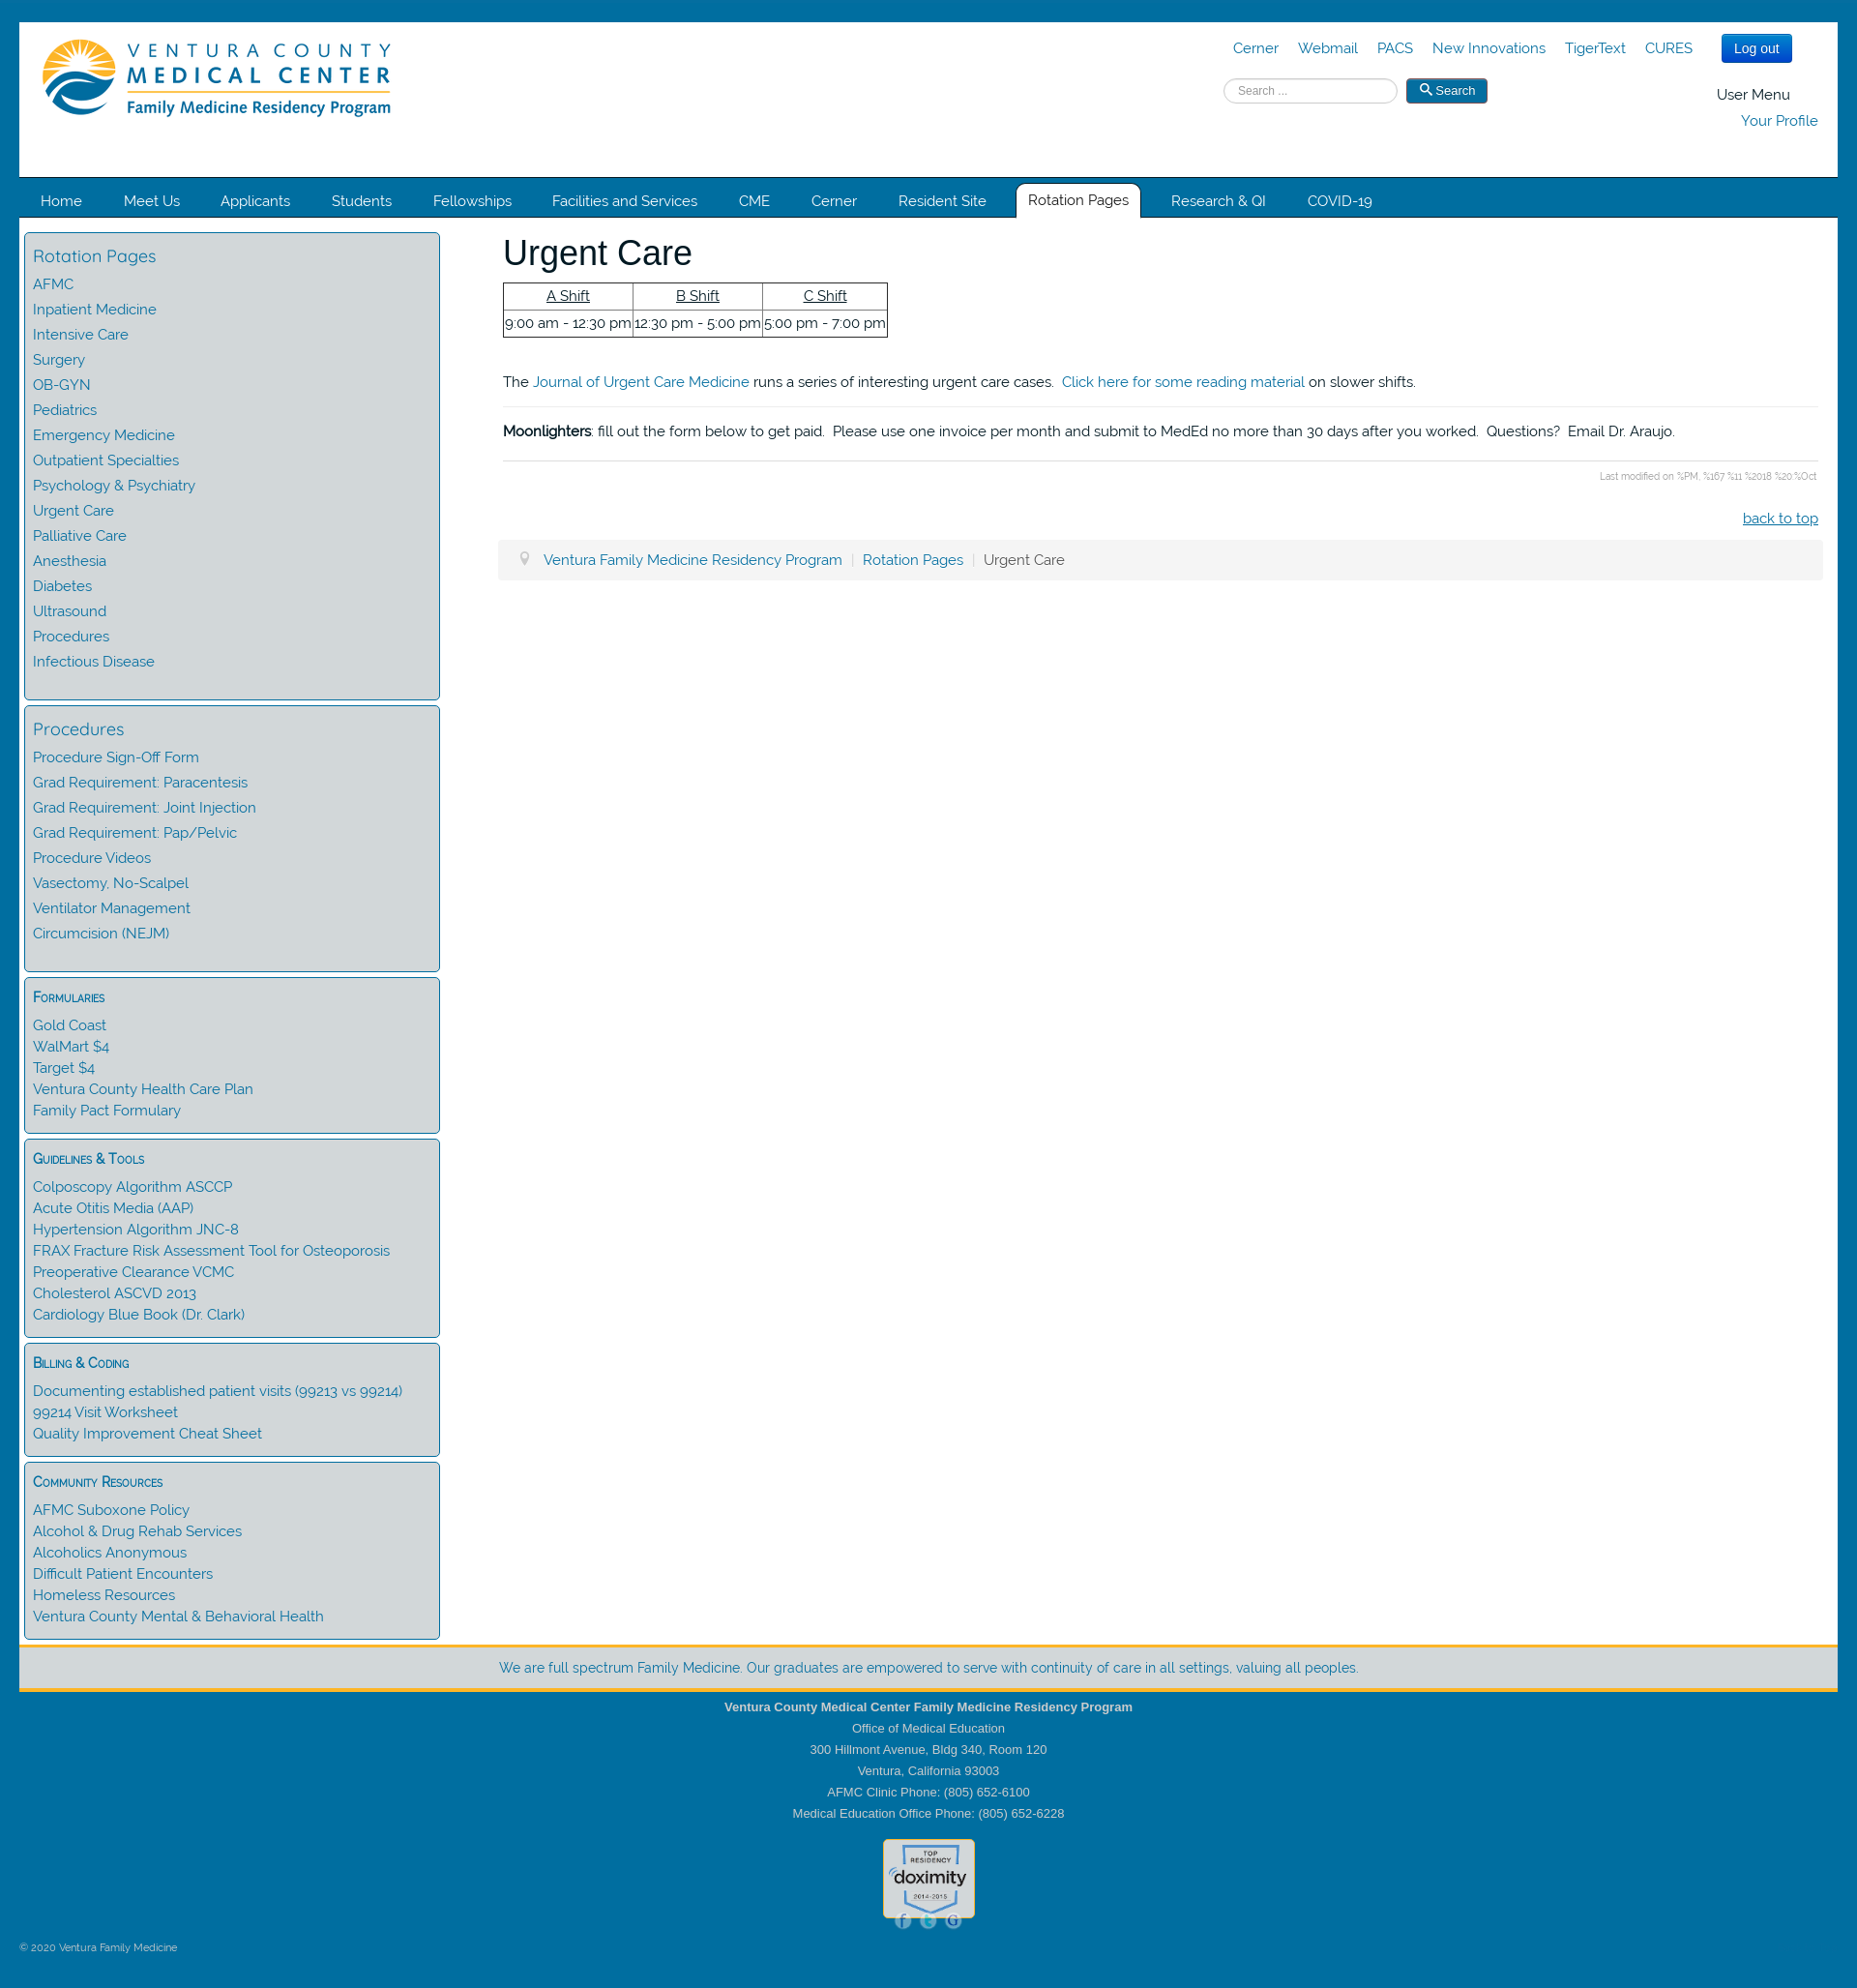 VENTURA COUNTY
MEDICAL CENTER
Family Medicine Residency Program
Cerner Webmail PACS New Innovations TigerText CURES Log out
Search ... Search
User Menu
Your Profile
Home Meet Us Applicants Students Fellowships Facilities and Services CME Cerner Resident Site Rotation Pages Research & QI COVID-19
Rotation Pages
AFMC
Inpatient Medicine
Intensive Care
Surgery
OB-GYN
Pediatrics
Emergency Medicine
Outpatient Specialties
Psychology & Psychiatry
Urgent Care
Palliative Care
Anesthesia
Diabetes
Ultrasound
Procedures
Infectious Disease
Procedures
Procedure Sign-Off Form
Grad Requirement: Paracentesis
Grad Requirement: Joint Injection
Grad Requirement: Pap/Pelvic
Procedure Videos
Vasectomy, No-Scalpel
Ventilator Management
Circumcision (NEJM)
Formularies
Gold Coast
WalMart $4
Target $4
Ventura County Health Care Plan
Family Pact Formulary
Guidelines & Tools
Colposcopy Algorithm ASCCP
Acute Otitis Media (AAP)
Hypertension Algorithm JNC-8
FRAX Fracture Risk Assessment Tool for Osteoporosis
Preoperative Clearance VCMC
Cholesterol ASCVD 2013
Cardiology Blue Book (Dr. Clark)
Billing & Coding
Documenting established patient visits (99213 vs 99214)
99214 Visit Worksheet
Quality Improvement Cheat Sheet
Community Resources
AFMC Suboxone Policy
Alcohol & Drug Rehab Services
Alcoholics Anonymous
Difficult Patient Encounters
Homeless Resources
Ventura County Mental & Behavioral Health
Urgent Care
A Shift B Shift C Shift
9:00 am - 12:30 pm 12:30 pm - 5:00 pm 5:00 pm - 7:00 pm
The Journal of Urgent Care Medicine runs a series of interesting urgent care cases. Click here for some reading material on slower shifts.
Moonlighters: fill out the form below to get paid. Please use one invoice per month and submit to MedEd no more than 30 days after you worked. Questions? Email Dr. Araujo.
Last modified on %PM, %167 %11 %2018 %20:%Oct
back to top
Ventura Family Medicine Residency Program | Rotation Pages | Urgent Care
We are full spectrum Family Medicine. Our graduates are empowered to serve with continuity of care in all settings, valuing all peoples.
Ventura County Medical Center Family Medicine Residency Program
Office of Medical Education
300 Hillmont Avenue, Bldg 340, Room 120
Ventura, California 93003
AFMC Clinic Phone: (805) 652-6100
Medical Education Office Phone: (805) 652-6228
TOP
RESIDENCY
doximity
2014-2015
f t G
© 2020 Ventura Family Medicine